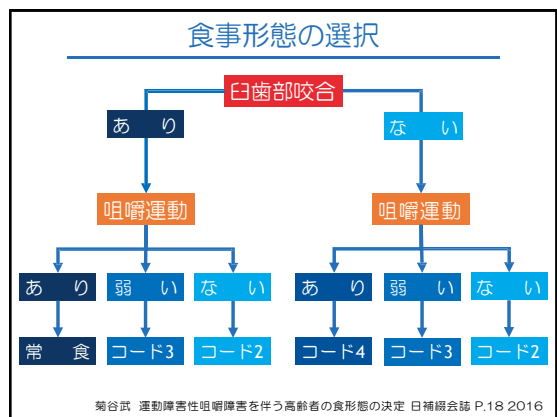 食事形態の選択
臼歯部咬合
あり
ない
咀嚼運動
咀嚼運動
あり
弱い
ない
あり
弱い
ない
常食
コード3
コード2
コード4
コード3
コード2
菊谷武 運動障害性咀嚼障害を伴う高齢者の食形態の決定 日補綴会誌 P.18 2016